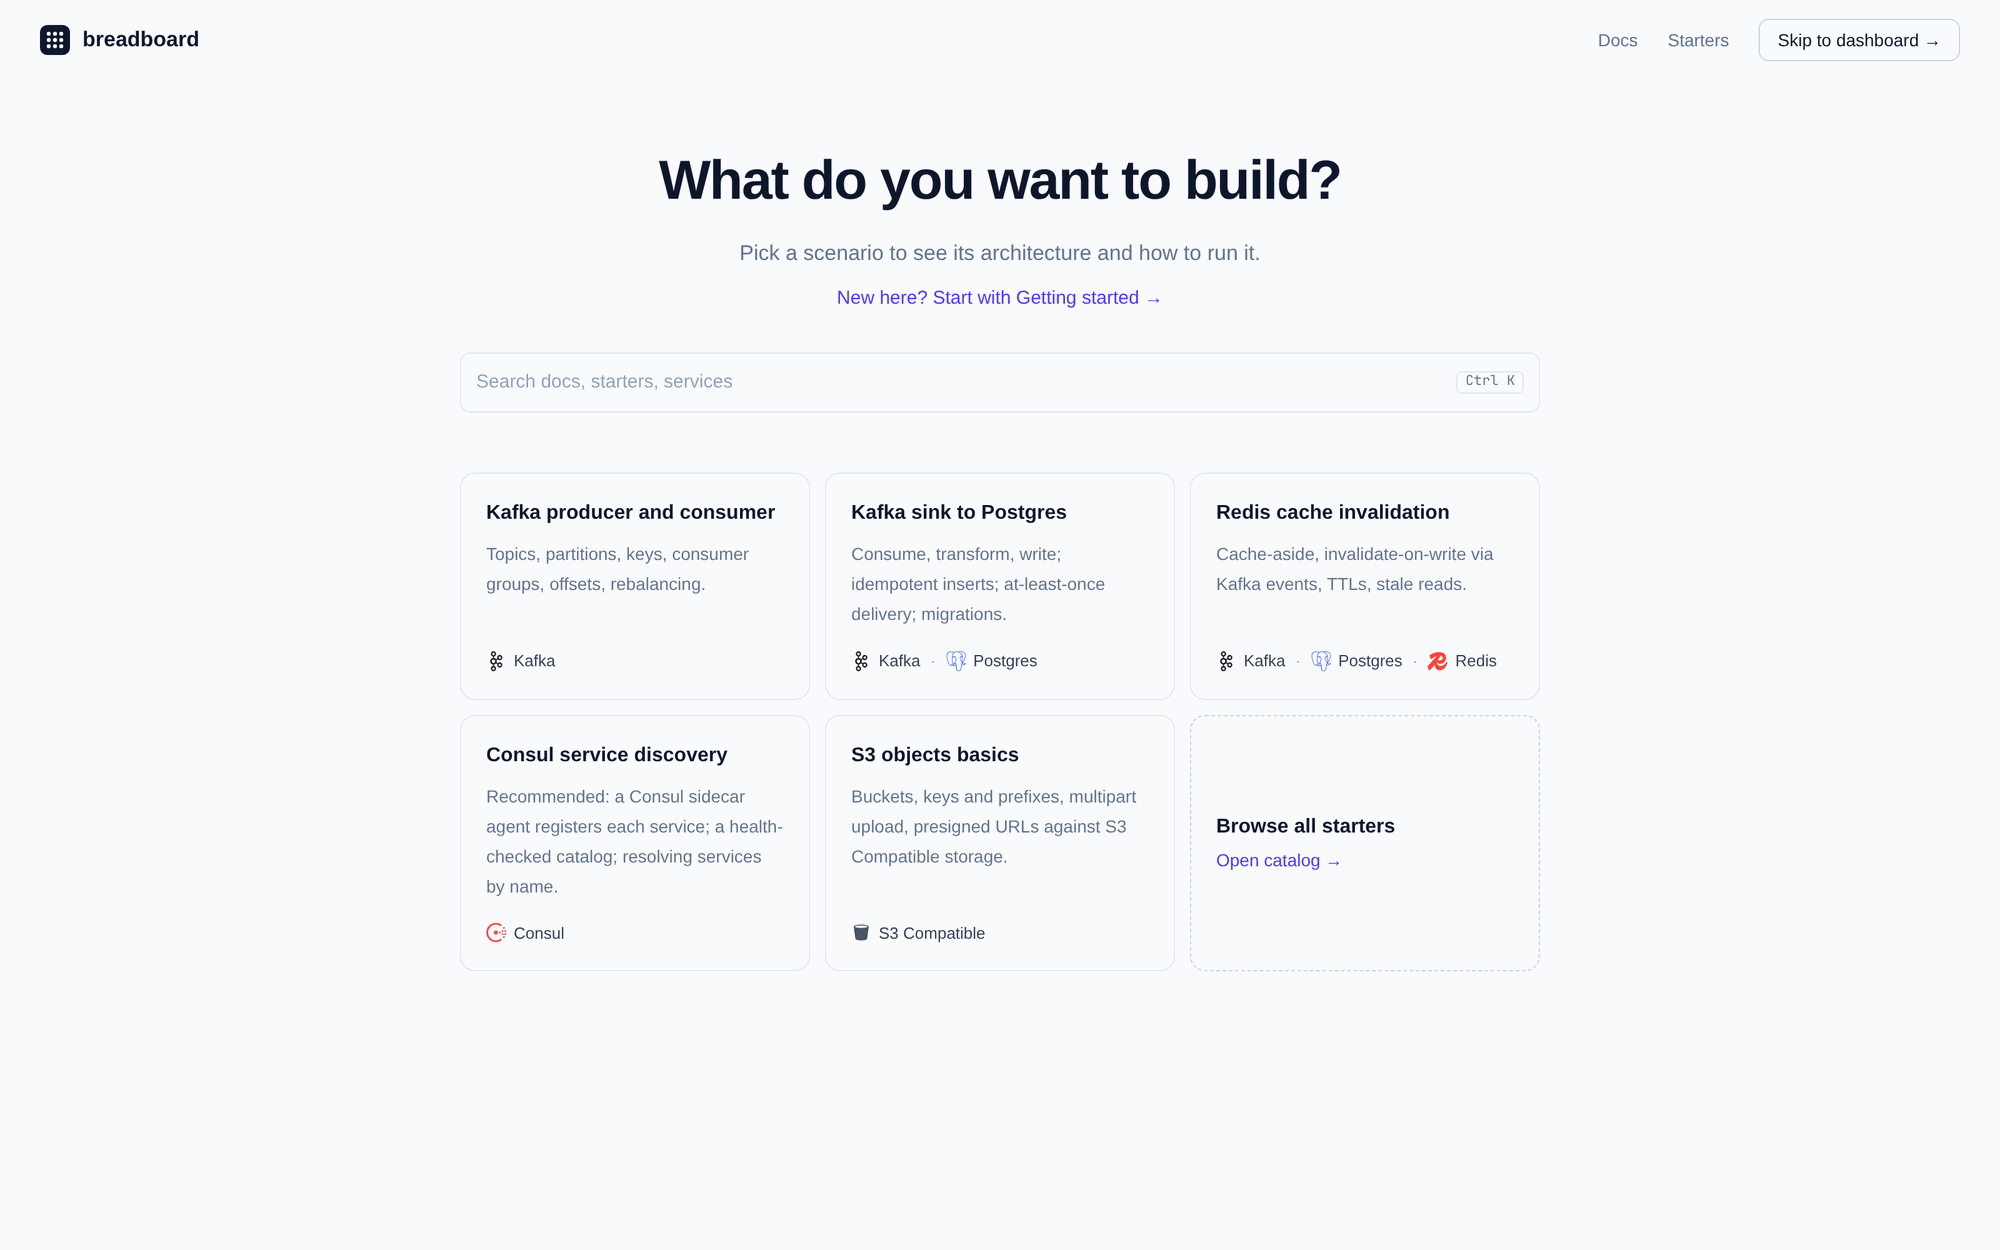 breadboard
Docs
Starters
Skip to dashboard →
What do you want to build?
Pick a scenario to see its architecture and how to run it.
New here? Start with Getting started →
Search docs, starters, services
Ctrl K
Kafka producer and consumer
Topics, partitions, keys, consumer
groups, offsets, rebalancing.
Kafka
Kafka sink to Postgres
Consume, transform, write;
idempotent inserts; at-least-once
delivery; migrations.
Kafka · Postgres
Redis cache invalidation
Cache-aside, invalidate-on-write via
Kafka events, TTLs, stale reads.
Kafka · Postgres · Redis
Consul service discovery
Recommended: a Consul sidecar
agent registers each service; a health-
checked catalog; resolving services
by name.
Consul
S3 objects basics
Buckets, keys and prefixes, multipart
upload, presigned URLs against S3
Compatible storage.
S3 Compatible
Browse all starters
Open catalog →